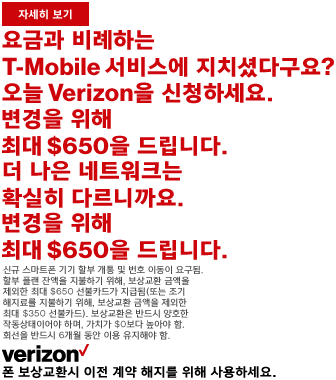 자세히 보기
요금과 비례하는
T-Mobile 서비스에 지치셨다구요?
오늘 Verizon을 신청하세요.
변경을 위해
최대 $650을 드립니다.
더 나은 네트워크는
확실히 다르니까요.
변경을 위해
최대 $650을 드립니다.
신규 스마트폰 기기 할부 개통 및 번호 이동이 요구됨.
할부 플랜 잔액을 지불하기 위해, 보상교환 금액을
제외한 최대 $650 선불카드가 지급됨(또는 조기
해지료를 지불하기 위해, 보상교환 금액을 제외한
최대 $350 선불카드). 보상교환은 반드시 양호한
작동상태이어야 하며, 가치가 $0보다 높아야 함.
회선을 반드시 6개월 동안 이용 유지해야 함.
verizon✓
폰 보상교환시 이전 계약 해지를 위해 사용하세요.